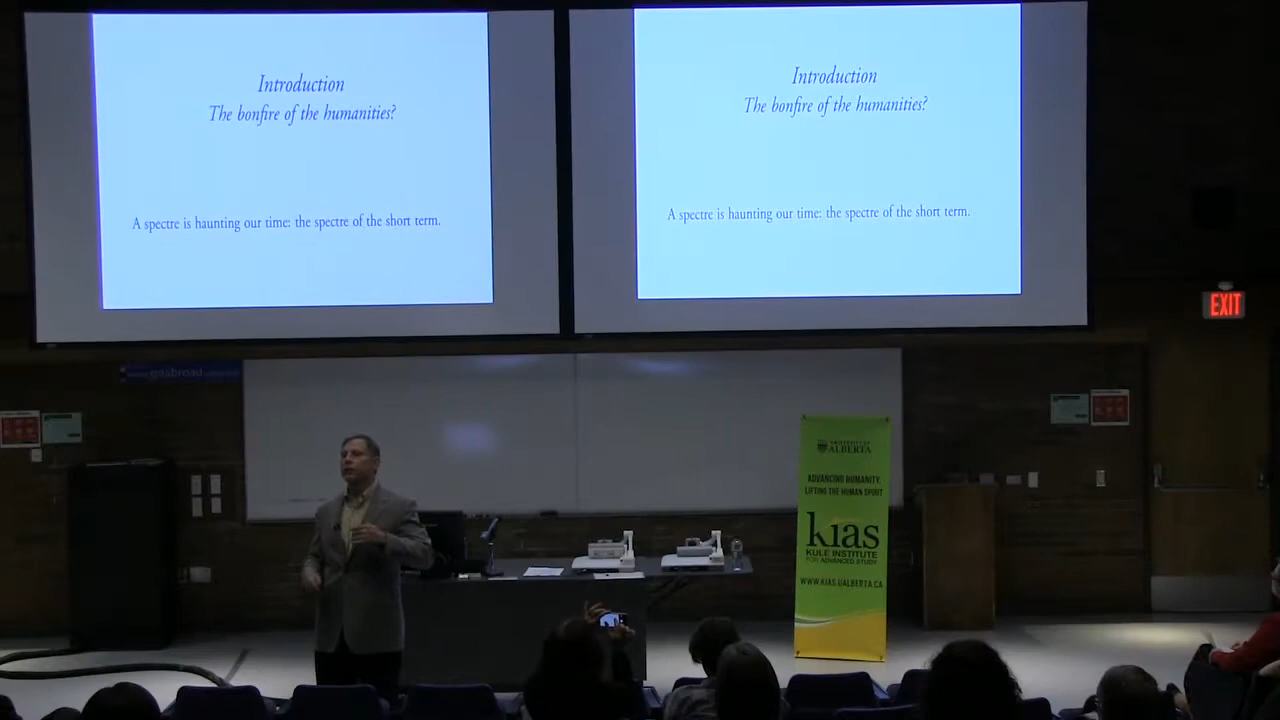 Introduction
The bonfire of the humanities?
A spectre is haunting our time: the spectre of the short term.
Introduction
The bonfire of the humanities?
A spectre is haunting our time: the spectre of the short term.
EXIT
goabroad
UNIVERSITY OF
ALBERTA
ADVANCING HUMANITY,
LIFTING THE HUMAN SPIRIT
kias
KULE INSTITUTE
FOR ADVANCED STUDY
WWW.KIAS.UALBERTA.CA